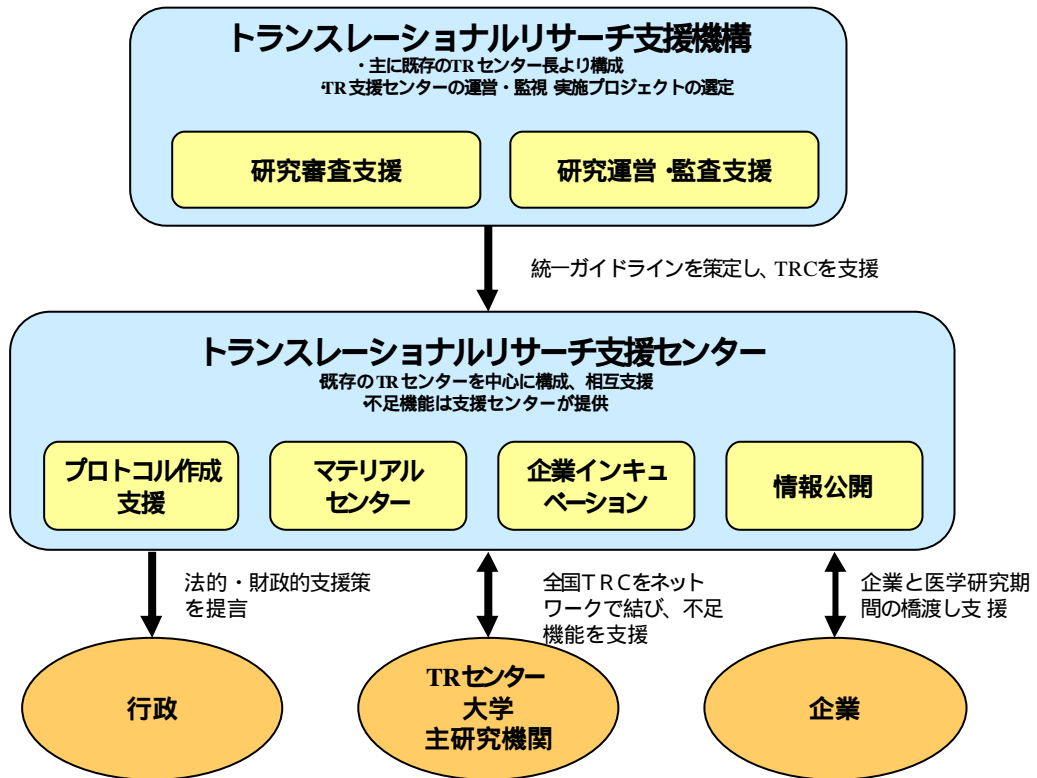 トランスレーショナルリサーチ支援機構
・主に既存のTRセンター長より構成
・TR支援センターの運営・監視・実施プロジェクトの選定
研究審査支援
研究運営・監査支援
統一ガイドラインを策定し、TRCを支援
トランスレーショナルリサーチ支援センター
・既存のTRセンターを中心に構成、相互支援
・不足機能は支援センターが提供
プロトコル作成
支援
マテリアル
センター
企業インキュ
ベーション
情報公開
法的・財政的支援策
を提言
全国TRCをネット
ワークで結び、不足
機能を支援
企業と医学研究期
間の橋渡し支援
行政
TRセンター
大学
主研究機関
企業